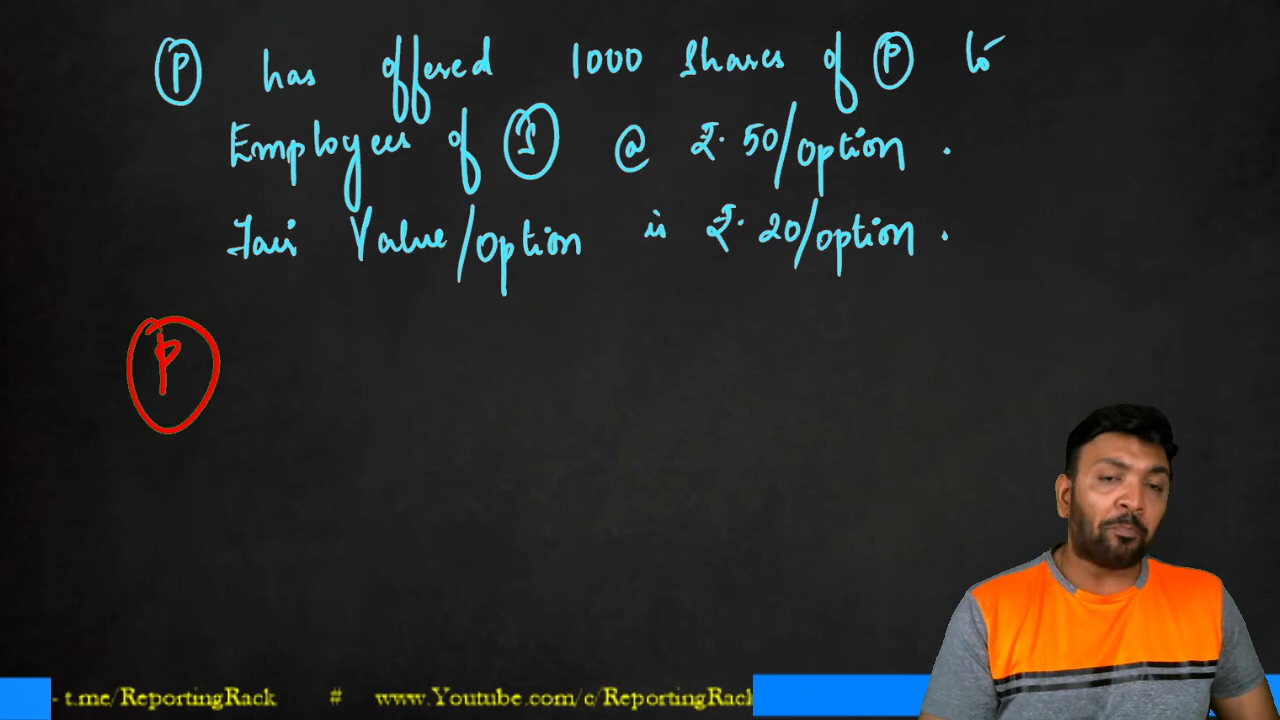 P has offered 1000 Shares of P to
Employees of S @ ₹. 50/option.
Fair Value/option is ₹. 20/option.
P
- t.me/ReportingRack # www.Youtube.com/c/ReportingRack